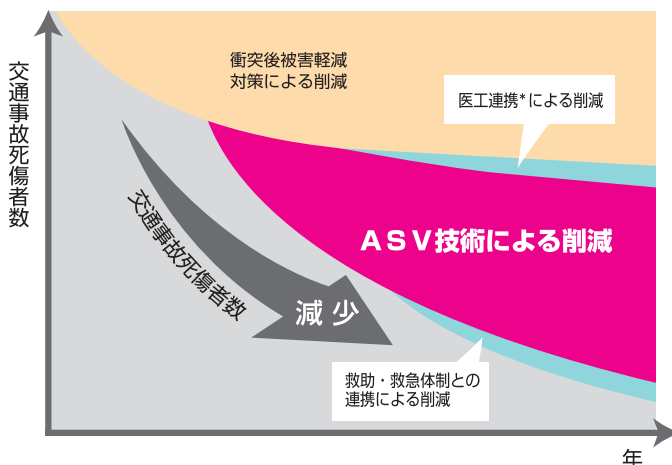 交通事故死傷者数
衝突後被害軽減
対策による削減
医工連携*による削減
ASV技術による削減
交通事故死傷者数
減少
救助・救急体制との
連携による削減
年